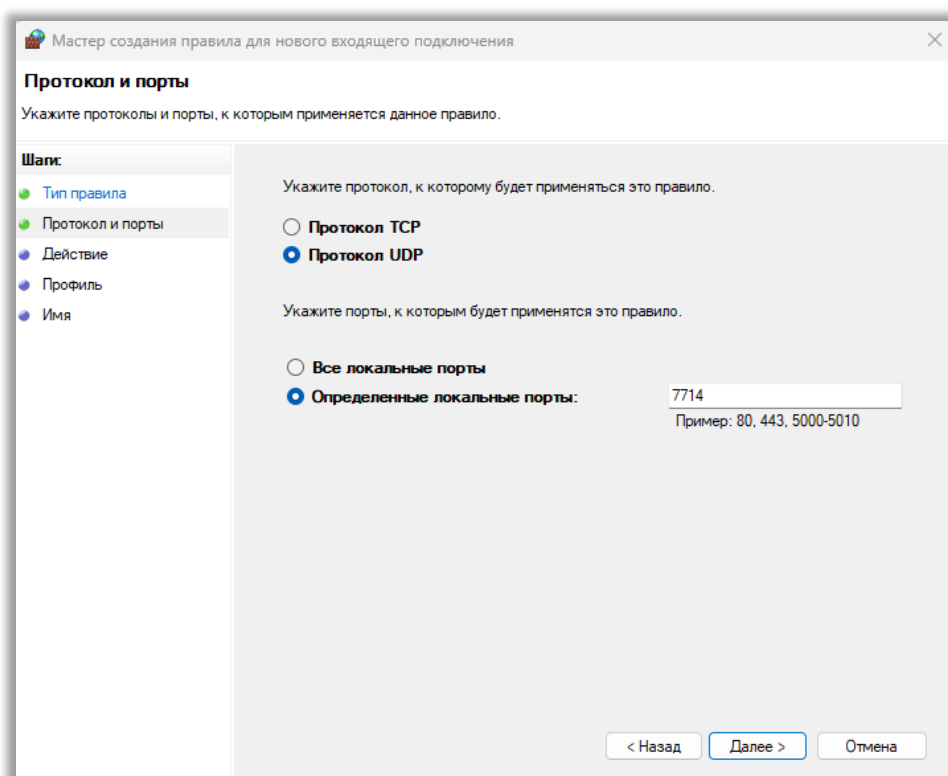 Мастер создания правила для нового входящего подключения
Протокол и порты
Укажите протоколы и порты, к которым применяется данное правило.
Шаги:
Тип правила
Протокол и порты
Действие
Профиль
Имя
Укажите протокол, к которому будет применяться это правило.
Протокол TCP
Протокол UDP
Укажите порты, к которым будет применятся это правило.
Все локальные порты
Определенные локальные порты:
7714
Пример: 80, 443, 5000-5010
< Назад
Далее >
Отмена